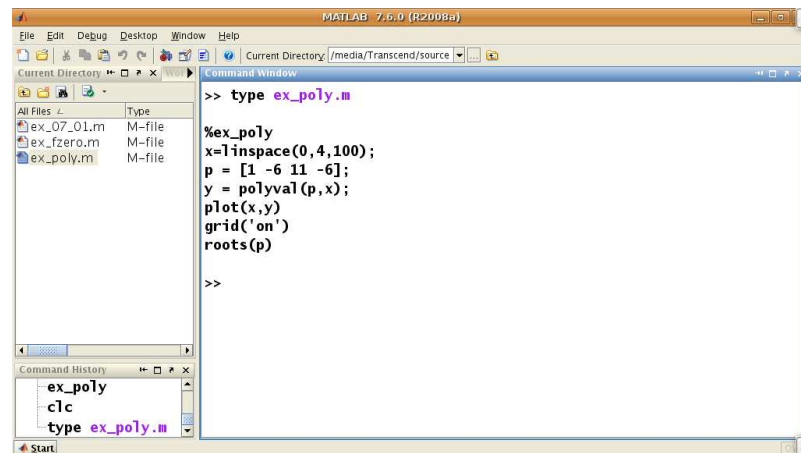 MATLAB 7.6.0 (R2008a)
File Edit Debug Desktop Window Help
Current Directory: /media/Transcend/source
Current Directory
Command Window
All Files Type
ex_07_01.m M-file
ex_fzero.m M-file
ex_poly.m M-file
>> type ex_poly.m
%ex_poly
x=linspace(0,4,100);
p = [1 -6 11 -6];
y = polyval(p,x);
plot(x,y)
grid('on')
roots(p)
>>
Command History
ex_poly
clc
type ex_poly.m
Start